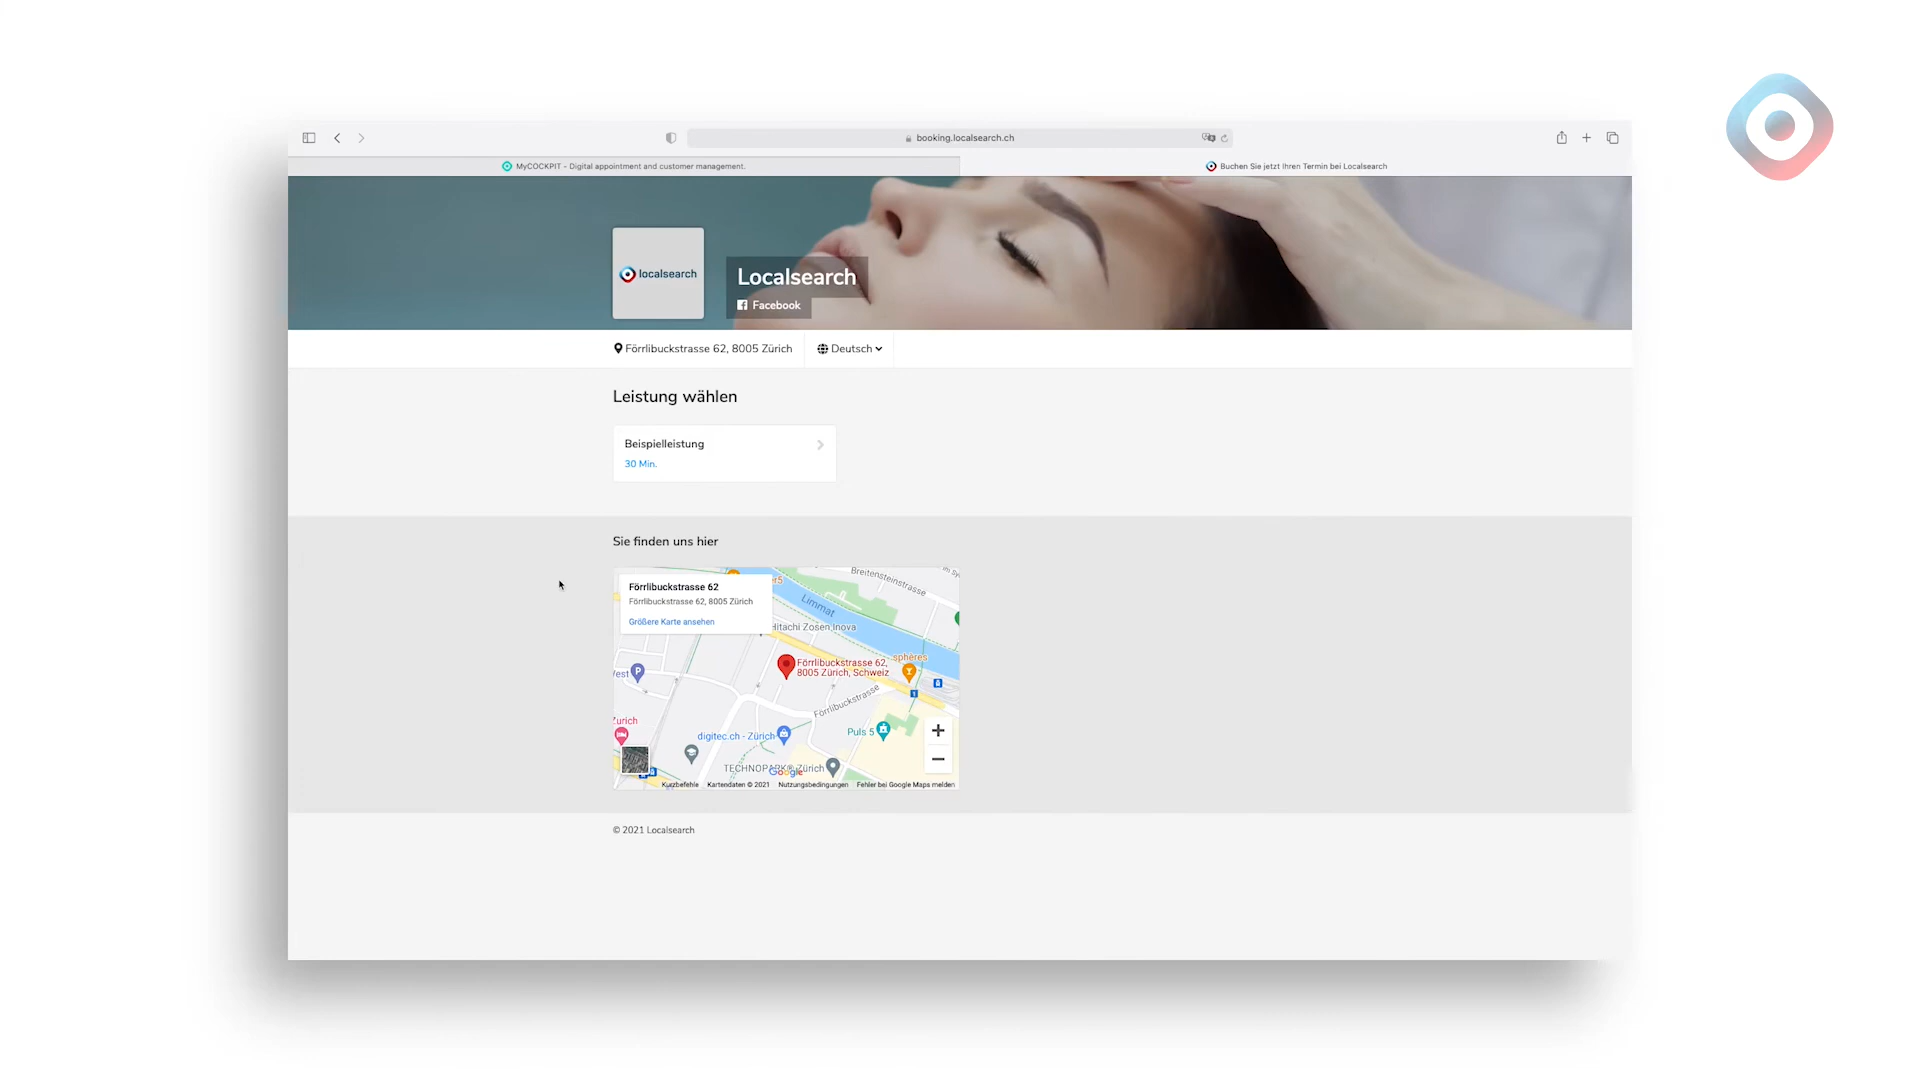 booking.localsearch.ch
MyCOCKPIT - Digital appointment and customer management.
Buchen Sie jetzt Ihren Termin bei Localsearch
localsearch
Localsearch
Facebook
Förrlibuckstrasse 62, 8005 Zürich
Deutsch
Leistung wählen
Beispielleistung
30 Min.
Sie finden uns hier
Förrlibuckstrasse 62
Förrlibuckstrasse 62, 8005 Zürich
Größere Karte ansehen
Breitensteinstrasse
Limmat
Hitachi Zosen Inova
sphères
Förrlibuckstrasse 62,
8005 Zürich, Schweiz
Förrlibuckstrasse
Zurich
digitec.ch - Zürich
Puls 5
TECHNOPARK® Zürich
Google
Kurzbefehle
Kartendaten © 2021
Nutzungsbedingungen
Fehler bei Google Maps melden
© 2021 Localsearch